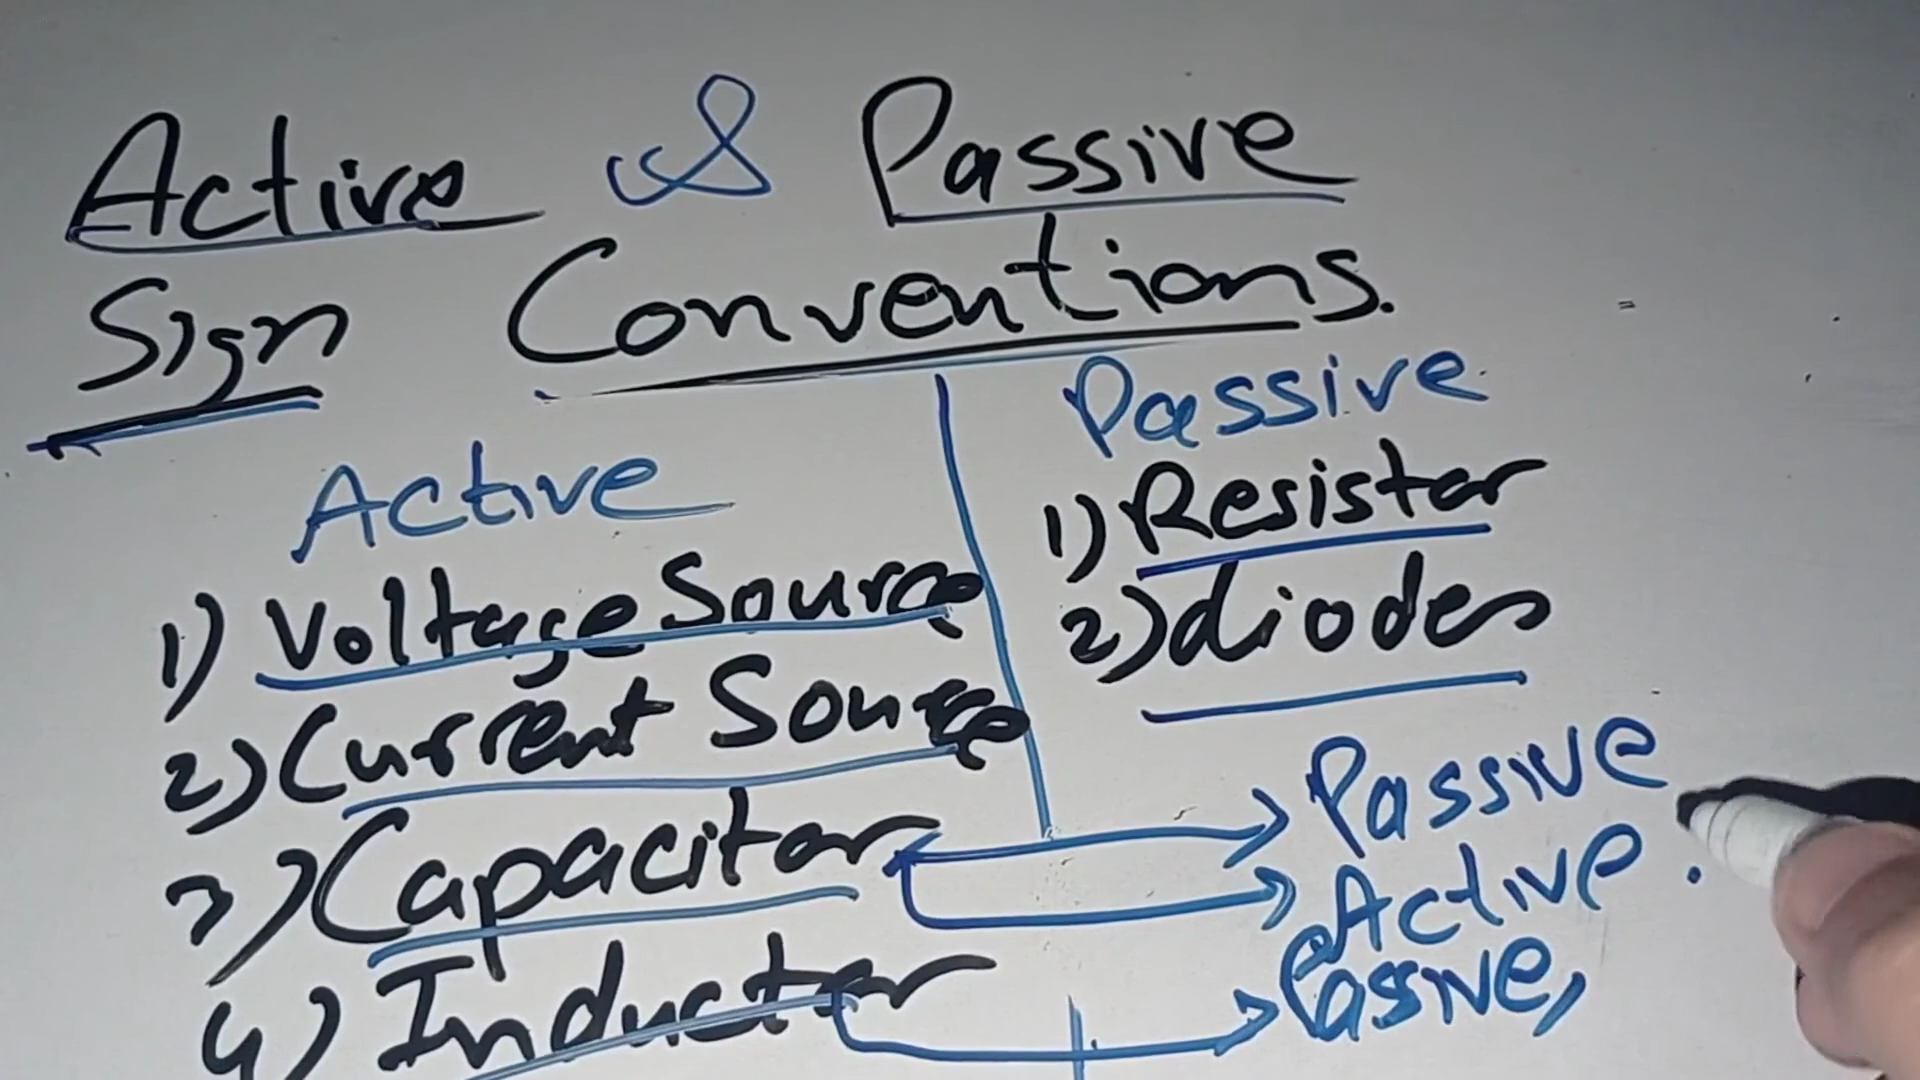 Active & Passive
Sign Conventions.
Active
1) Voltage Source
2) Current Source
3) Capacitor
4) Inductor
Passive
1) Resistor
2) diodes
Passive
Active.
Passive,